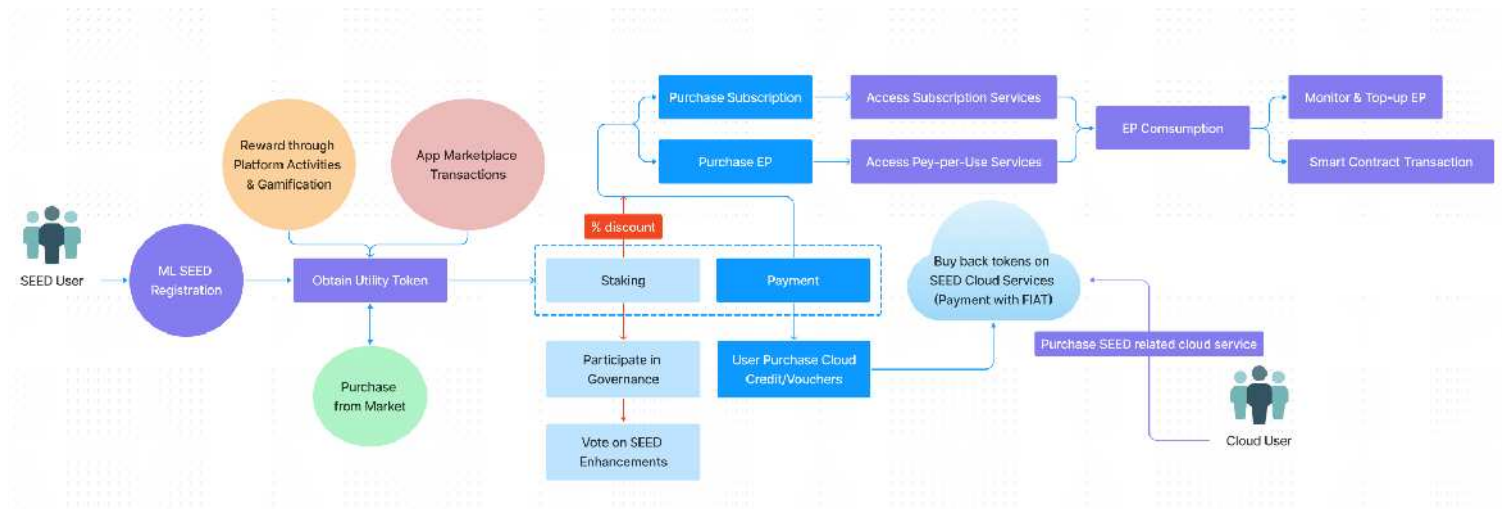 Purchase Subscription
Access Subscription Services
Monitor & Top-up EP
EP Comsumption
Purchase EP
Access Pey-per-Use Services
Smart Contract Transaction
Reward through
Platform Activities
& Gamification
App Marketplace
Transactions
% discount
SEED User
ML SEED
Registration
Obtain Utility Token
Staking
Payment
Buy back tokens on
SEED Cloud Services
(Payment with FIAT)
Purchase SEED related cloud service
Participate in
Governance
User Purchase Cloud
Credit/Vouchers
Purchase
from Market
Vote on SEED
Enhancements
Cloud User